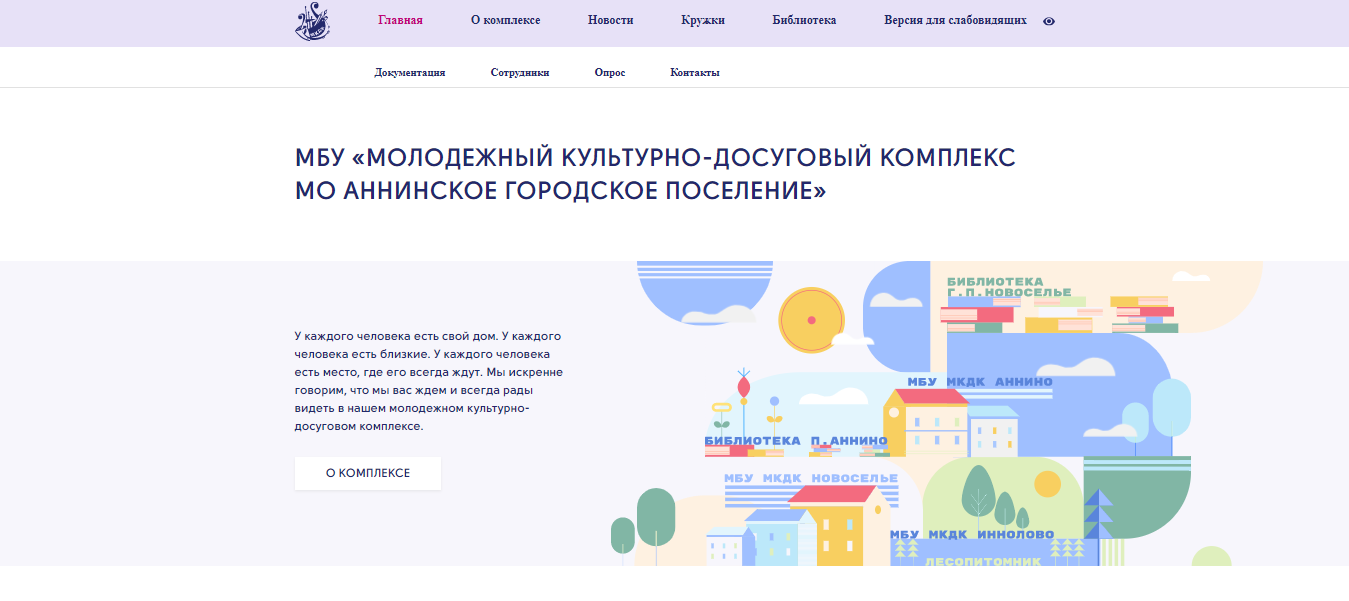 Главная О комплексе Новости Кружки Библиотека Версия для слабовидящих
Документация Сотрудники Опрос Контакты
МБУ «МОЛОДЕЖНЫЙ КУЛЬТУРНО-ДОСУГОВЫЙ КОМПЛЕКС
МО АННИНСКОЕ ГОРОДСКОЕ ПОСЕЛЕНИЕ»
У каждого человека есть свой дом. У каждого
человека есть близкие. У каждого человека
есть место, где его всегда ждут. Мы искренне
говорим, что мы вас ждем и всегда рады
видеть в нашем молодежном культурно-
досуговом комплексе.
О КОМПЛЕКСЕ
БИБЛИОТЕКА
Г.П.НОВОСЕЛЬЕ
МБУ МКДК АННИНО
БИБЛИОТЕКА П.АННИНО
МБУ МКДК НОВОСЕЛЬЕ
МБУ МКДК ИННОЛОВО
ЛЕСОПИТОМНИК